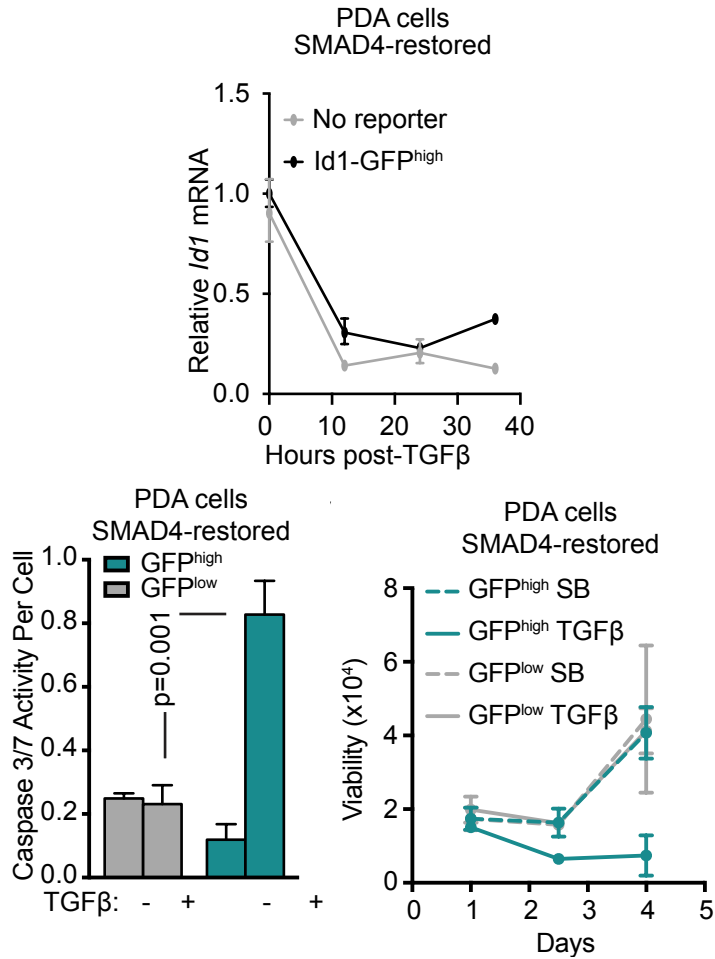 PDA cells
SMAD4-restored
Relative Id1 mRNA
1.5
1.0
0.5
0.0
No reporter
Id1-GFPhigh
0 10 20 30 40
Hours post-TGFβ
PDA cells
SMAD4-restored
Caspase 3/7 Activity Per Cell
1.0
0.8
0.6
0.4
0.2
0.0
GFPhigh
GFPlow
p=0.001
TGFβ: - + - +
PDA cells
SMAD4-restored
Viability (x10⁴)
8
6
4
2
0
GFPhigh SB
GFPhigh TGFβ
GFPlow SB
GFPlow TGFβ
0 1 2 3 4 5
Days